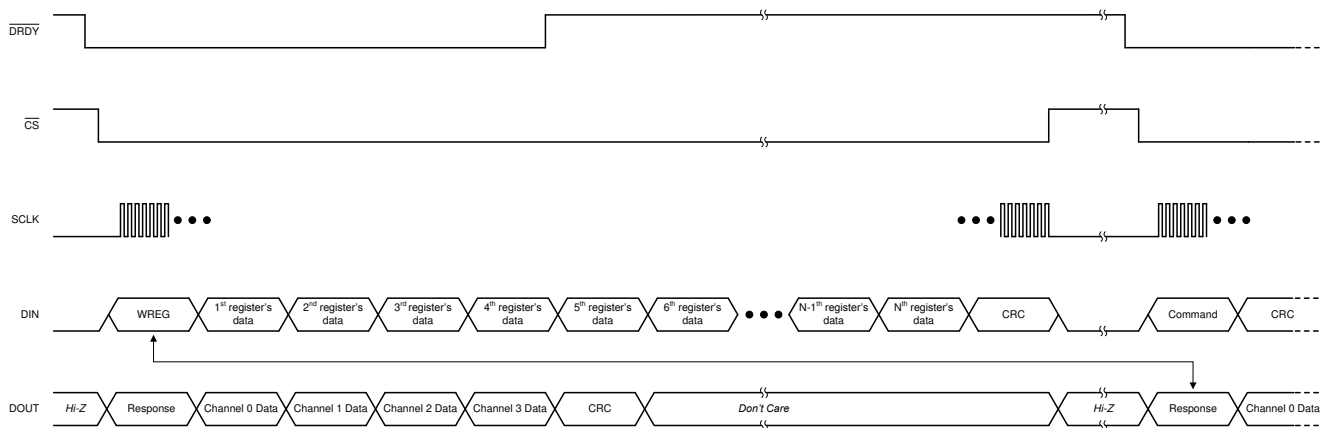 DRDY
CS
SCLK
DIN
WREG
1st register's
data
2nd register's
data
3rd register's
data
4th register's
data
5th register's
data
6th register's
data
N-1th register's
data
Nth register's
data
CRC
Command
CRC
DOUT
Hi-Z
Response
Channel 0 Data
Channel 1 Data
Channel 2 Data
Channel 3 Data
CRC
Don't Care
Hi-Z
Response
Channel 0 Data